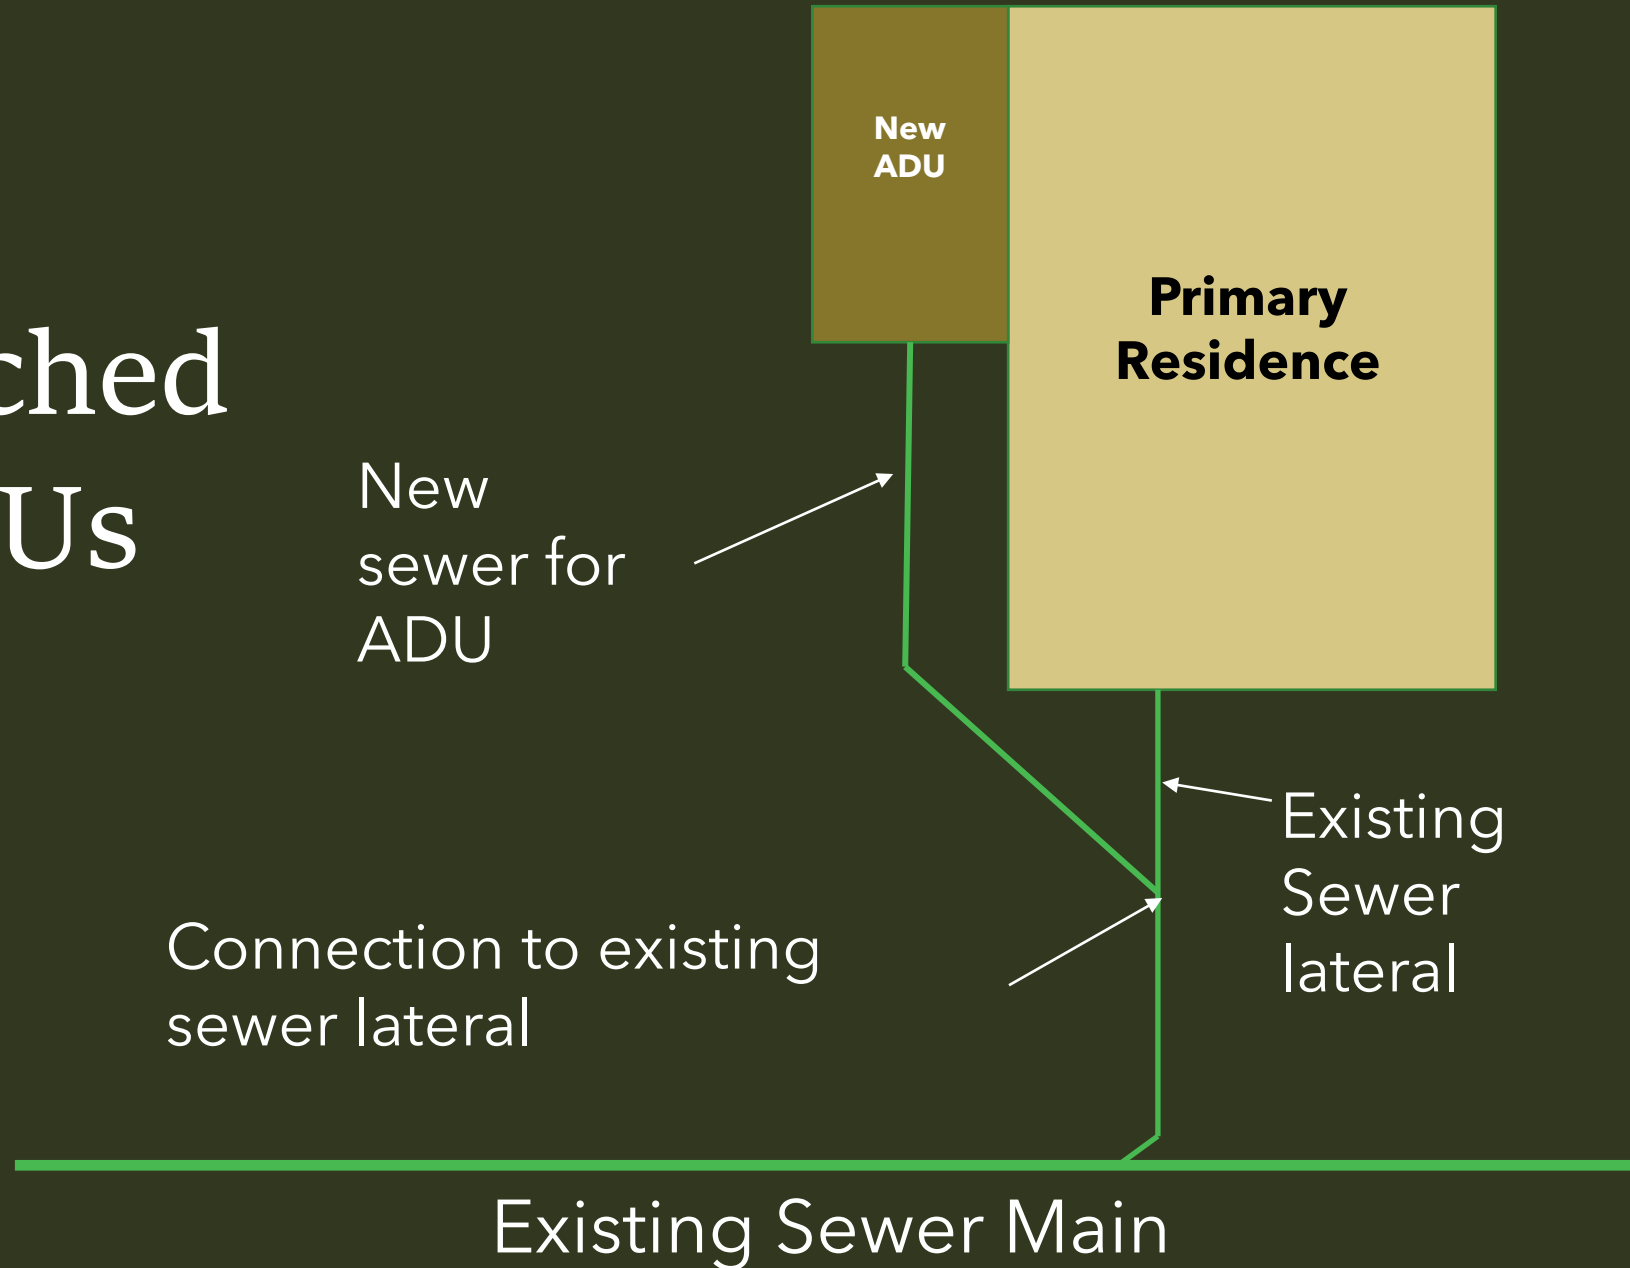 ched
Us
New
ADU
Primary
Residence
New
sewer for
ADU
Existing
Sewer
lateral
Connection to existing
sewer lateral
Existing Sewer Main